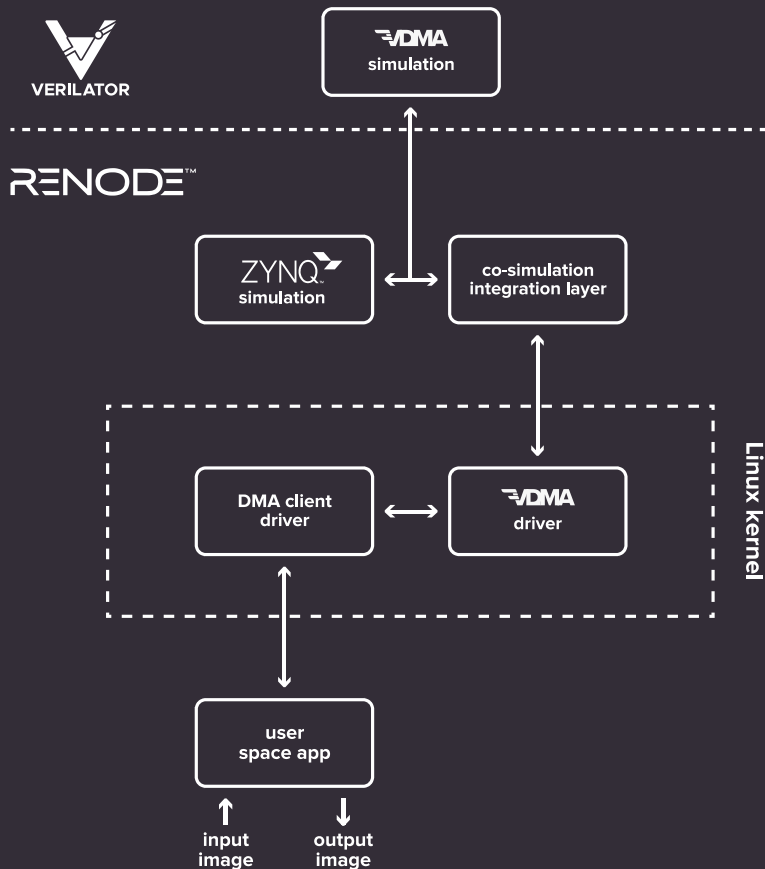 VDMA
simulation
VERILATOR
RENODE™
ZYNQ™
simulation
co-simulation
integration layer
Linux kernel
DMA client
driver
VDMA
driver
user
space app
input
image
output
image